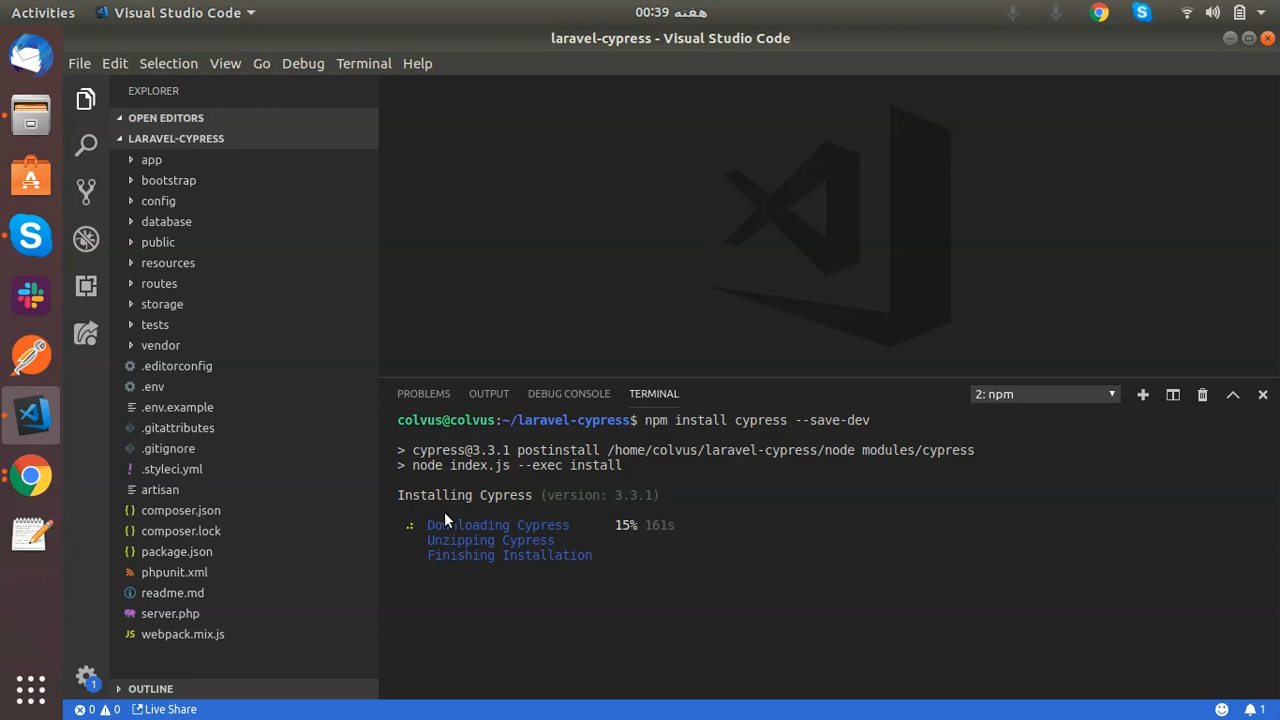 Activities
Visual Studio Code
00:39 هفته
laravel-cypress - Visual Studio Code
File Edit Selection View Go Debug Terminal Help
EXPLORER
OPEN EDITORS
LARAVEL-CYPRESS
app
bootstrap
config
database
public
resources
routes
storage
tests
vendor
.editorconfig
.env
.env.example
.gitattributes
.gitignore
.styleci.yml
artisan
composer.json
composer.lock
package.json
phpunit.xml
readme.md
server.php
webpack.mix.js
OUTLINE
PROBLEMS OUTPUT DEBUG CONSOLE TERMINAL
2: npm
colvus@colvus:~/laravel-cypress$ npm install cypress --save-dev
> cypress@3.3.1 postinstall /home/colvus/laravel-cypress/node modules/cypress
> node index.js --exec install
Installing Cypress (version: 3.3.1)
Downloading Cypress 15% 161s
Unzipping Cypress
Finishing Installation
1
0 0 Live Share
1